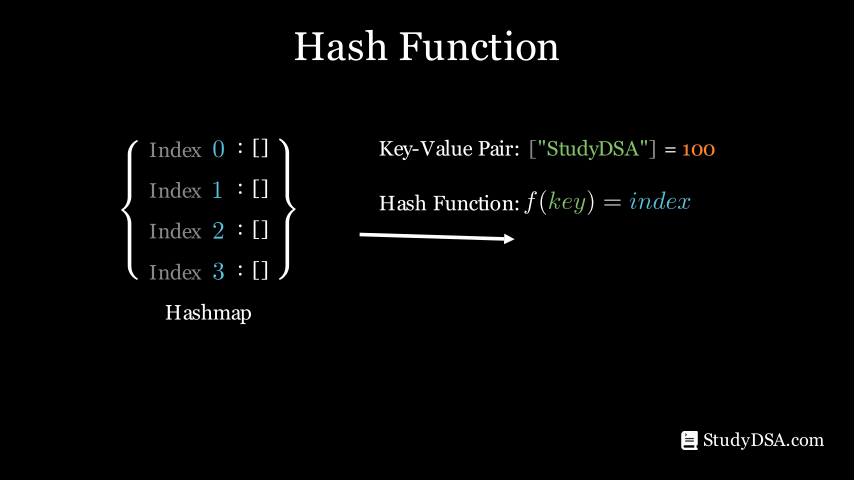 Hash Function
Index 0 : []
Index 1 : []
Index 2 : []
Index 3 : []
Hashmap
Key-Value Pair: ["StudyDSA"] = 100
Hash Function: f(key) = index
StudyDSA.com